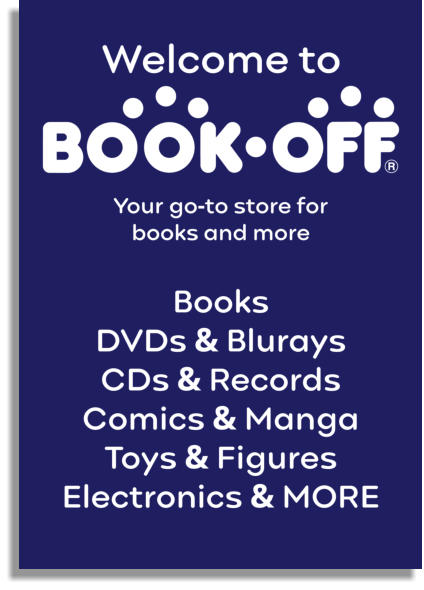 Welcome to
BOOK•OFF®
Your go-to store for
books and more
Books
DVDs & Blurays
CDs & Records
Comics & Manga
Toys & Figures
Electronics & MORE